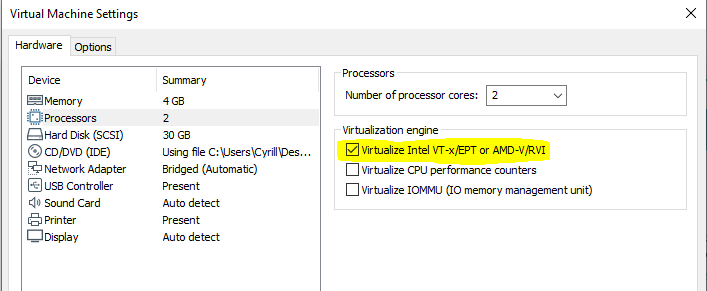 Virtual Machine Settings
Hardware Options
Device Summary
Memory 4 GB
Processors 2
Hard Disk (SCSI) 30 GB
CD/DVD (IDE) Using file C:\Users\Cyrill\Des...
Network Adapter Bridged (Automatic)
USB Controller Present
Sound Card Auto detect
Printer Present
Display Auto detect
Processors
Number of processor cores: 2
Virtualization engine
Virtualize Intel VT-x/EPT or AMD-V/RVI
Virtualize CPU performance counters
Virtualize IOMMU (IO memory management unit)